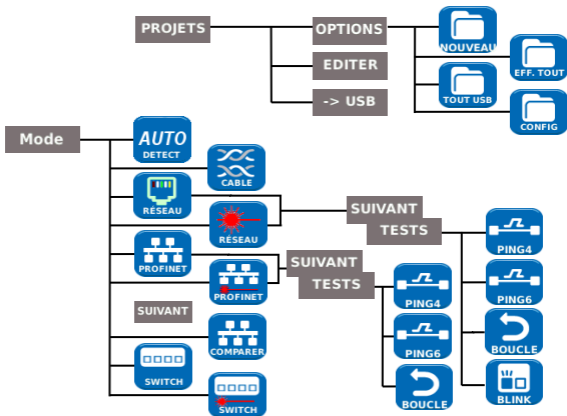 PROJETS
OPTIONS
EDITER
-> USB
NOUVEAU
EFF. TOUT
TOUT USB
CONFIG
Mode
AUTO
DETECT
CABLE
RÉSEAU
RÉSEAU
PROFINET
PROFINET
SUIVANT
COMPARER
SWITCH
SWITCH
SUIVANT
TESTS
SUIVANT
TESTS
PING4
PING6
BOUCLE
PING4
PING6
BOUCLE
BLINK